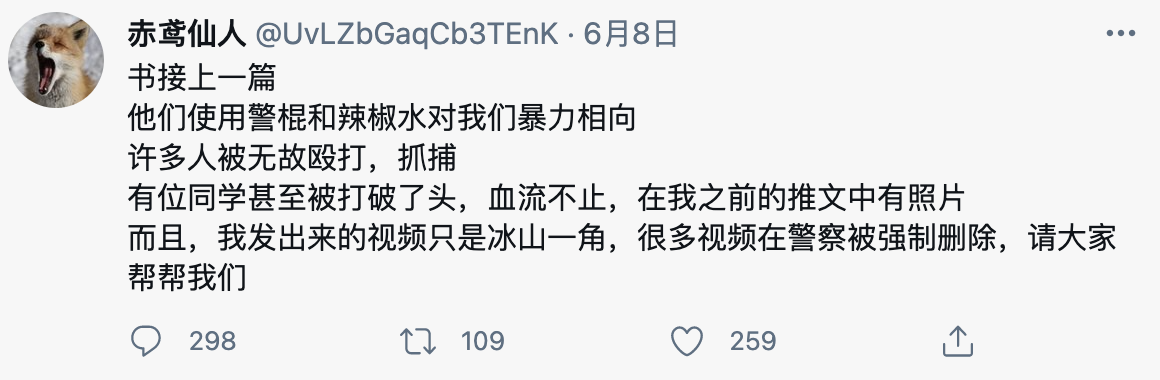 赤鸢仙人 @UvLZbGaqCb3TEnK · 6月8日
书接上一篇
他们使用警棍和辣椒水对我们暴力相向
许多人被无故殴打，抓捕
有位同学甚至被打破了头，血流不止，在我之前的推文中有照片
而且，我发出来的视频只是冰山一角，很多视频在警察被强制删除，请大家
帮帮我们
298 109 259